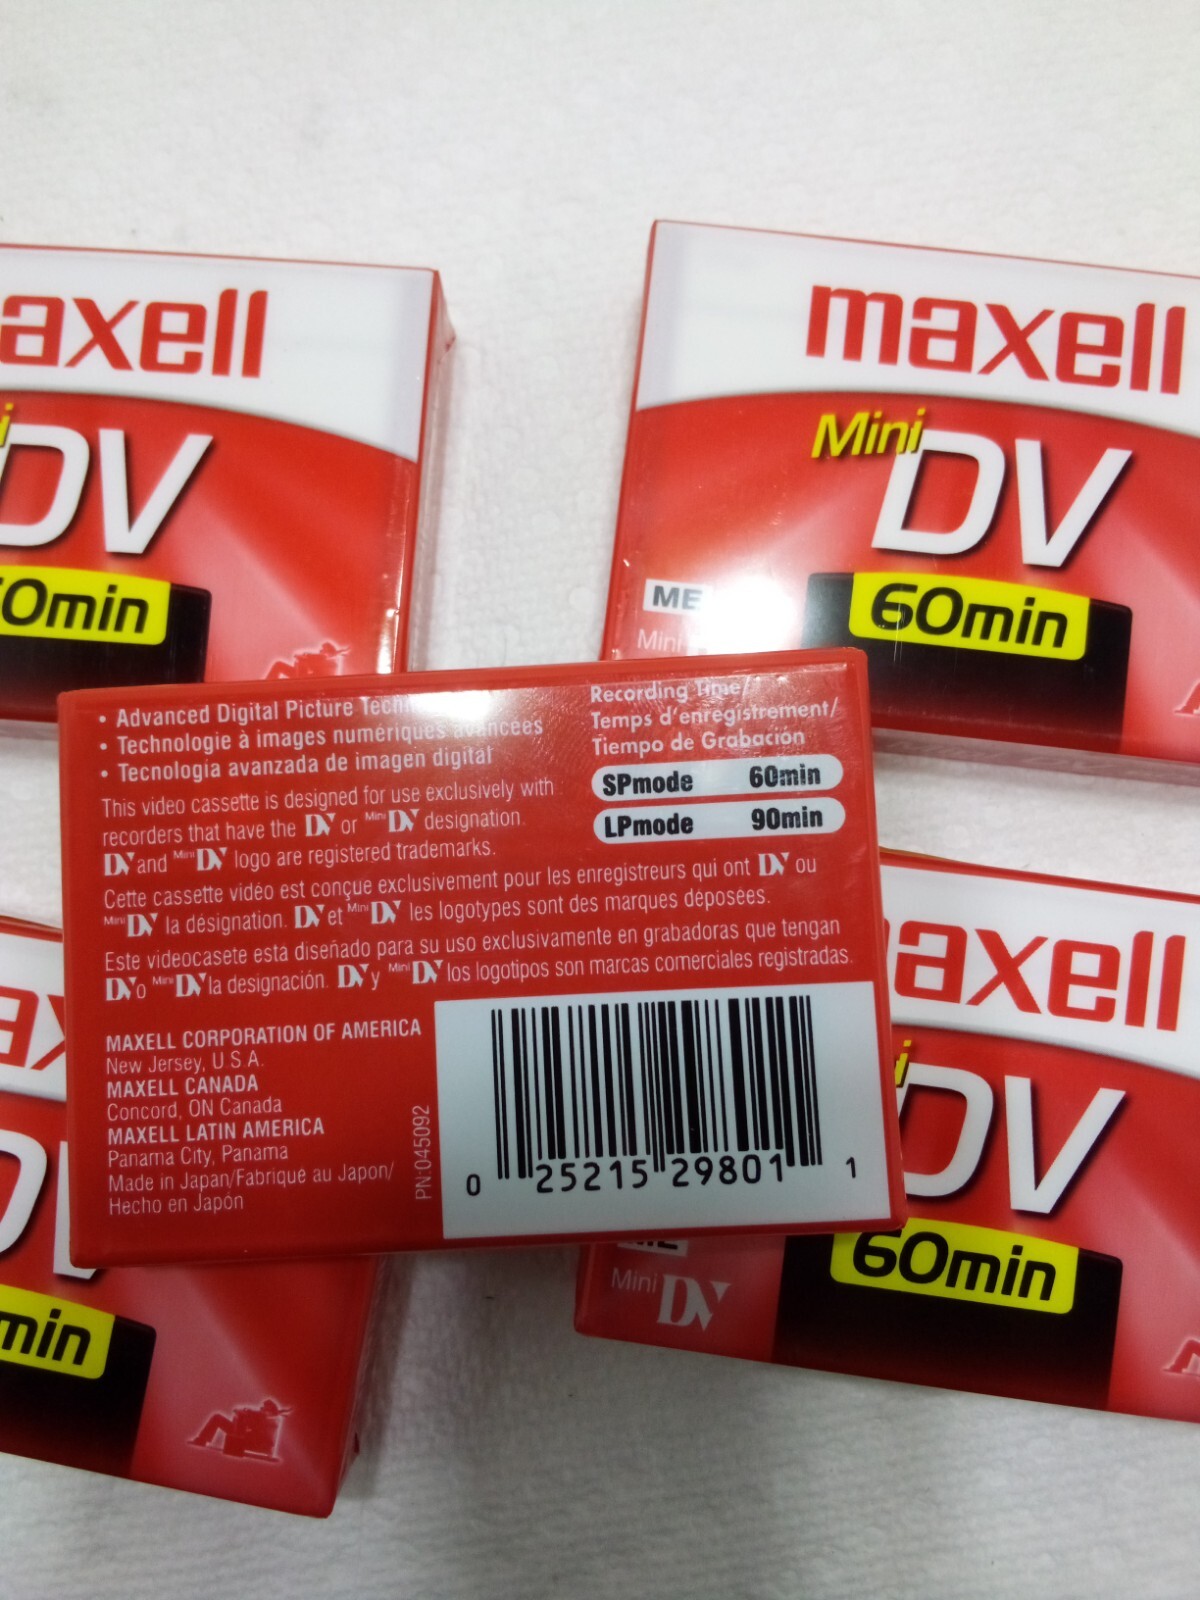 axell
DV
0min
maxell
Mini
DV
60min
ME
Mini
• Advanced Digital Picture
• Technologie à images numériques avancées
• Tecnologia avanzada de imagen digital
Recording Time/
Temps d'enregistrement/
Tiempo de Grabación
SPmode 60min
LPmode 90min
This video cassette is designed for use exclusively with
recorders that have the DV or Mini DV designation.
DV and Mini DV logo are registered trademarks.
Cette cassette vidéo est conçue exclusivement pour les enregistreurs qui ont DV ou
Mini DV la désignation. DV et Mini DV les logotypes sont des marques déposées.
Este videocasete está diseñado para su uso exclusivamente en grabadoras que tengan
DV o Mini DV la designación. DV y Mini DV los logotipos son marcas comerciales registradas.
MAXELL CORPORATION OF AMERICA
New Jersey, U.S.A.
MAXELL CANADA
Concord, ON Canada
MAXELL LATIN AMERICA
Panama City, Panama
Made in Japan/Fabriqué au Japon/
Hecho en Japón
PN:045092
0 25215 29801 1
axell
DV
60min
Mini DV
min